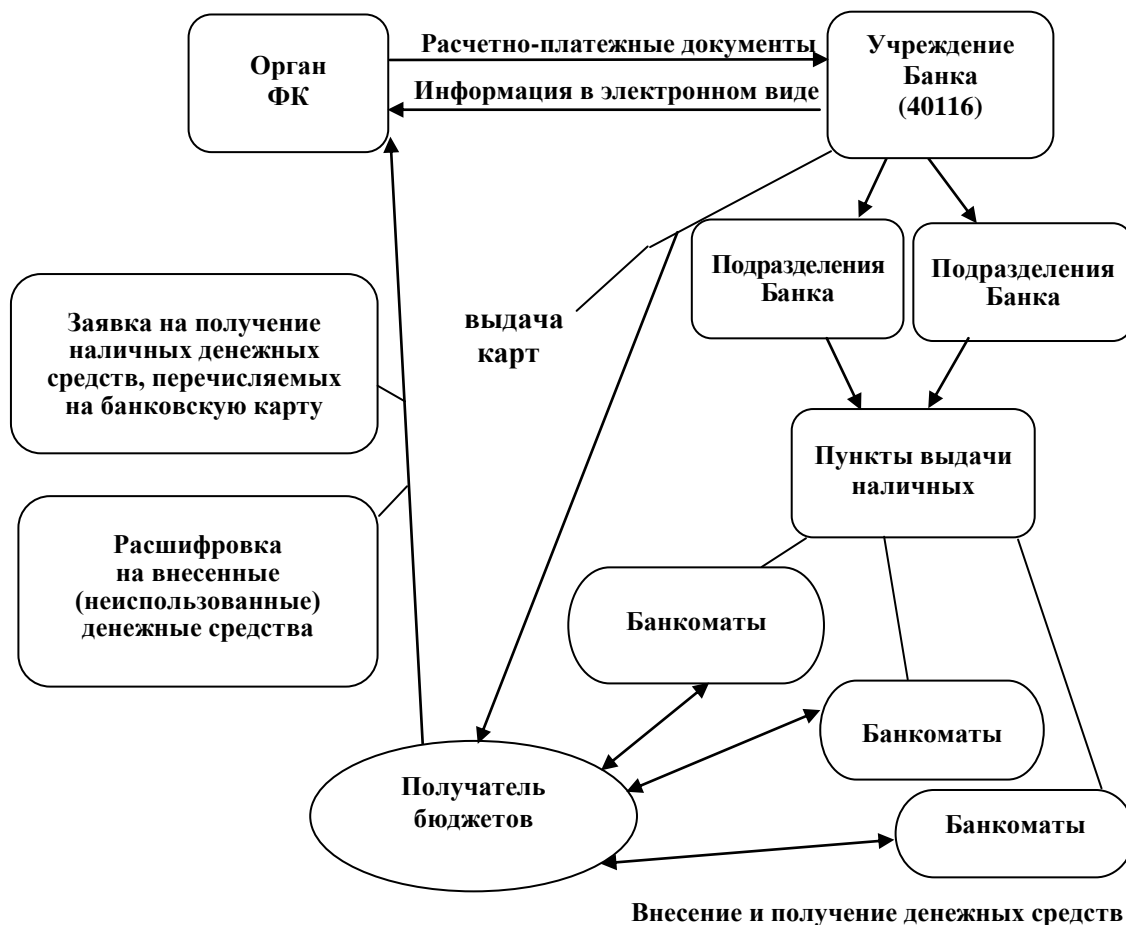 Орган
ФК
Расчетно-платежные документы
Информация в электронном виде
Учреждение
Банка
(40116)
Подразделения
Банка
Подразделения
Банка
выдача
карт
Заявка на получение
наличных денежных
средств, перечисляемых
на банковскую карту
Пункты выдачи
наличных
Расшифровка
на внесенные
(неиспользованные)
денежные средства
Банкоматы
Банкоматы
Получатель
бюджетов
Банкоматы
Внесение и получение денежных средств